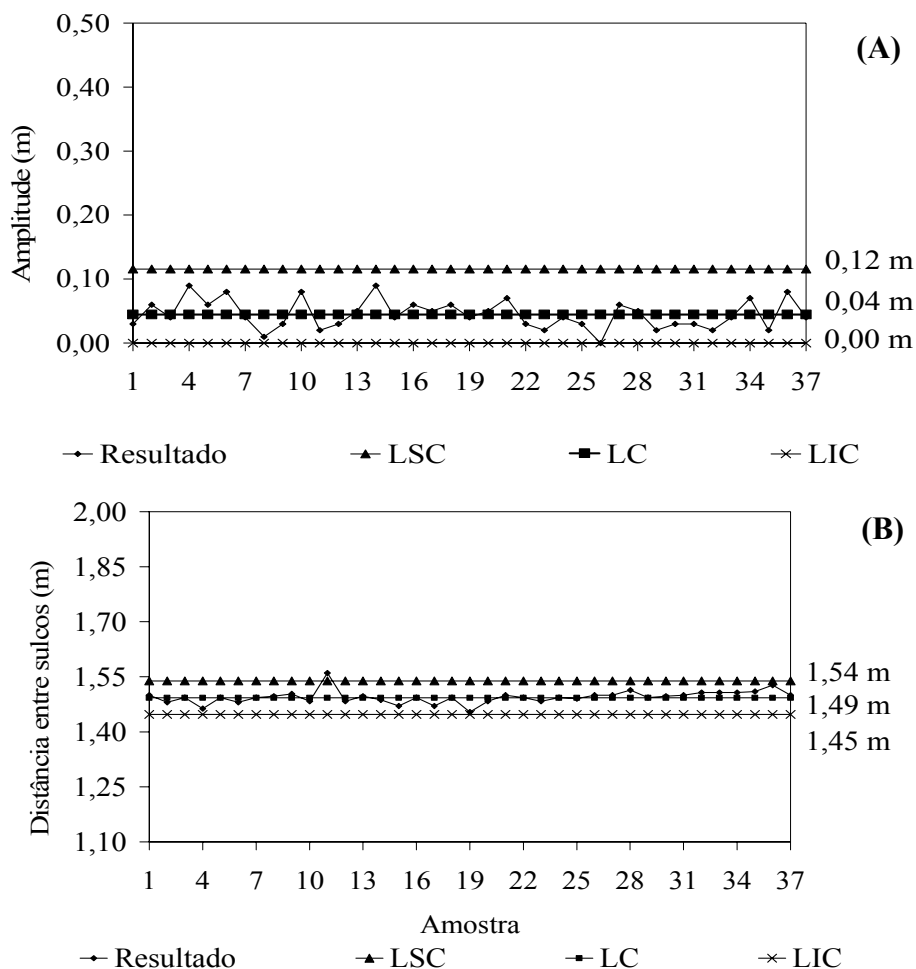 (A)
Amplitude (m)
0,50
0,40
0,30
0,20
0,10
0,00
0,12 m
0,04 m
0,00 m
1 4 7 10 13 16 19 22 25 28 31 34 37
Resultado LSC LC LIC
(B)
Distância entre sulcos (m)
2,00
1,85
1,70
1,55
1,40
1,25
1,10
1,54 m
1,49 m
1,45 m
1 4 7 10 13 16 19 22 25 28 31 34 37
Amostra
Resultado LSC LC LIC